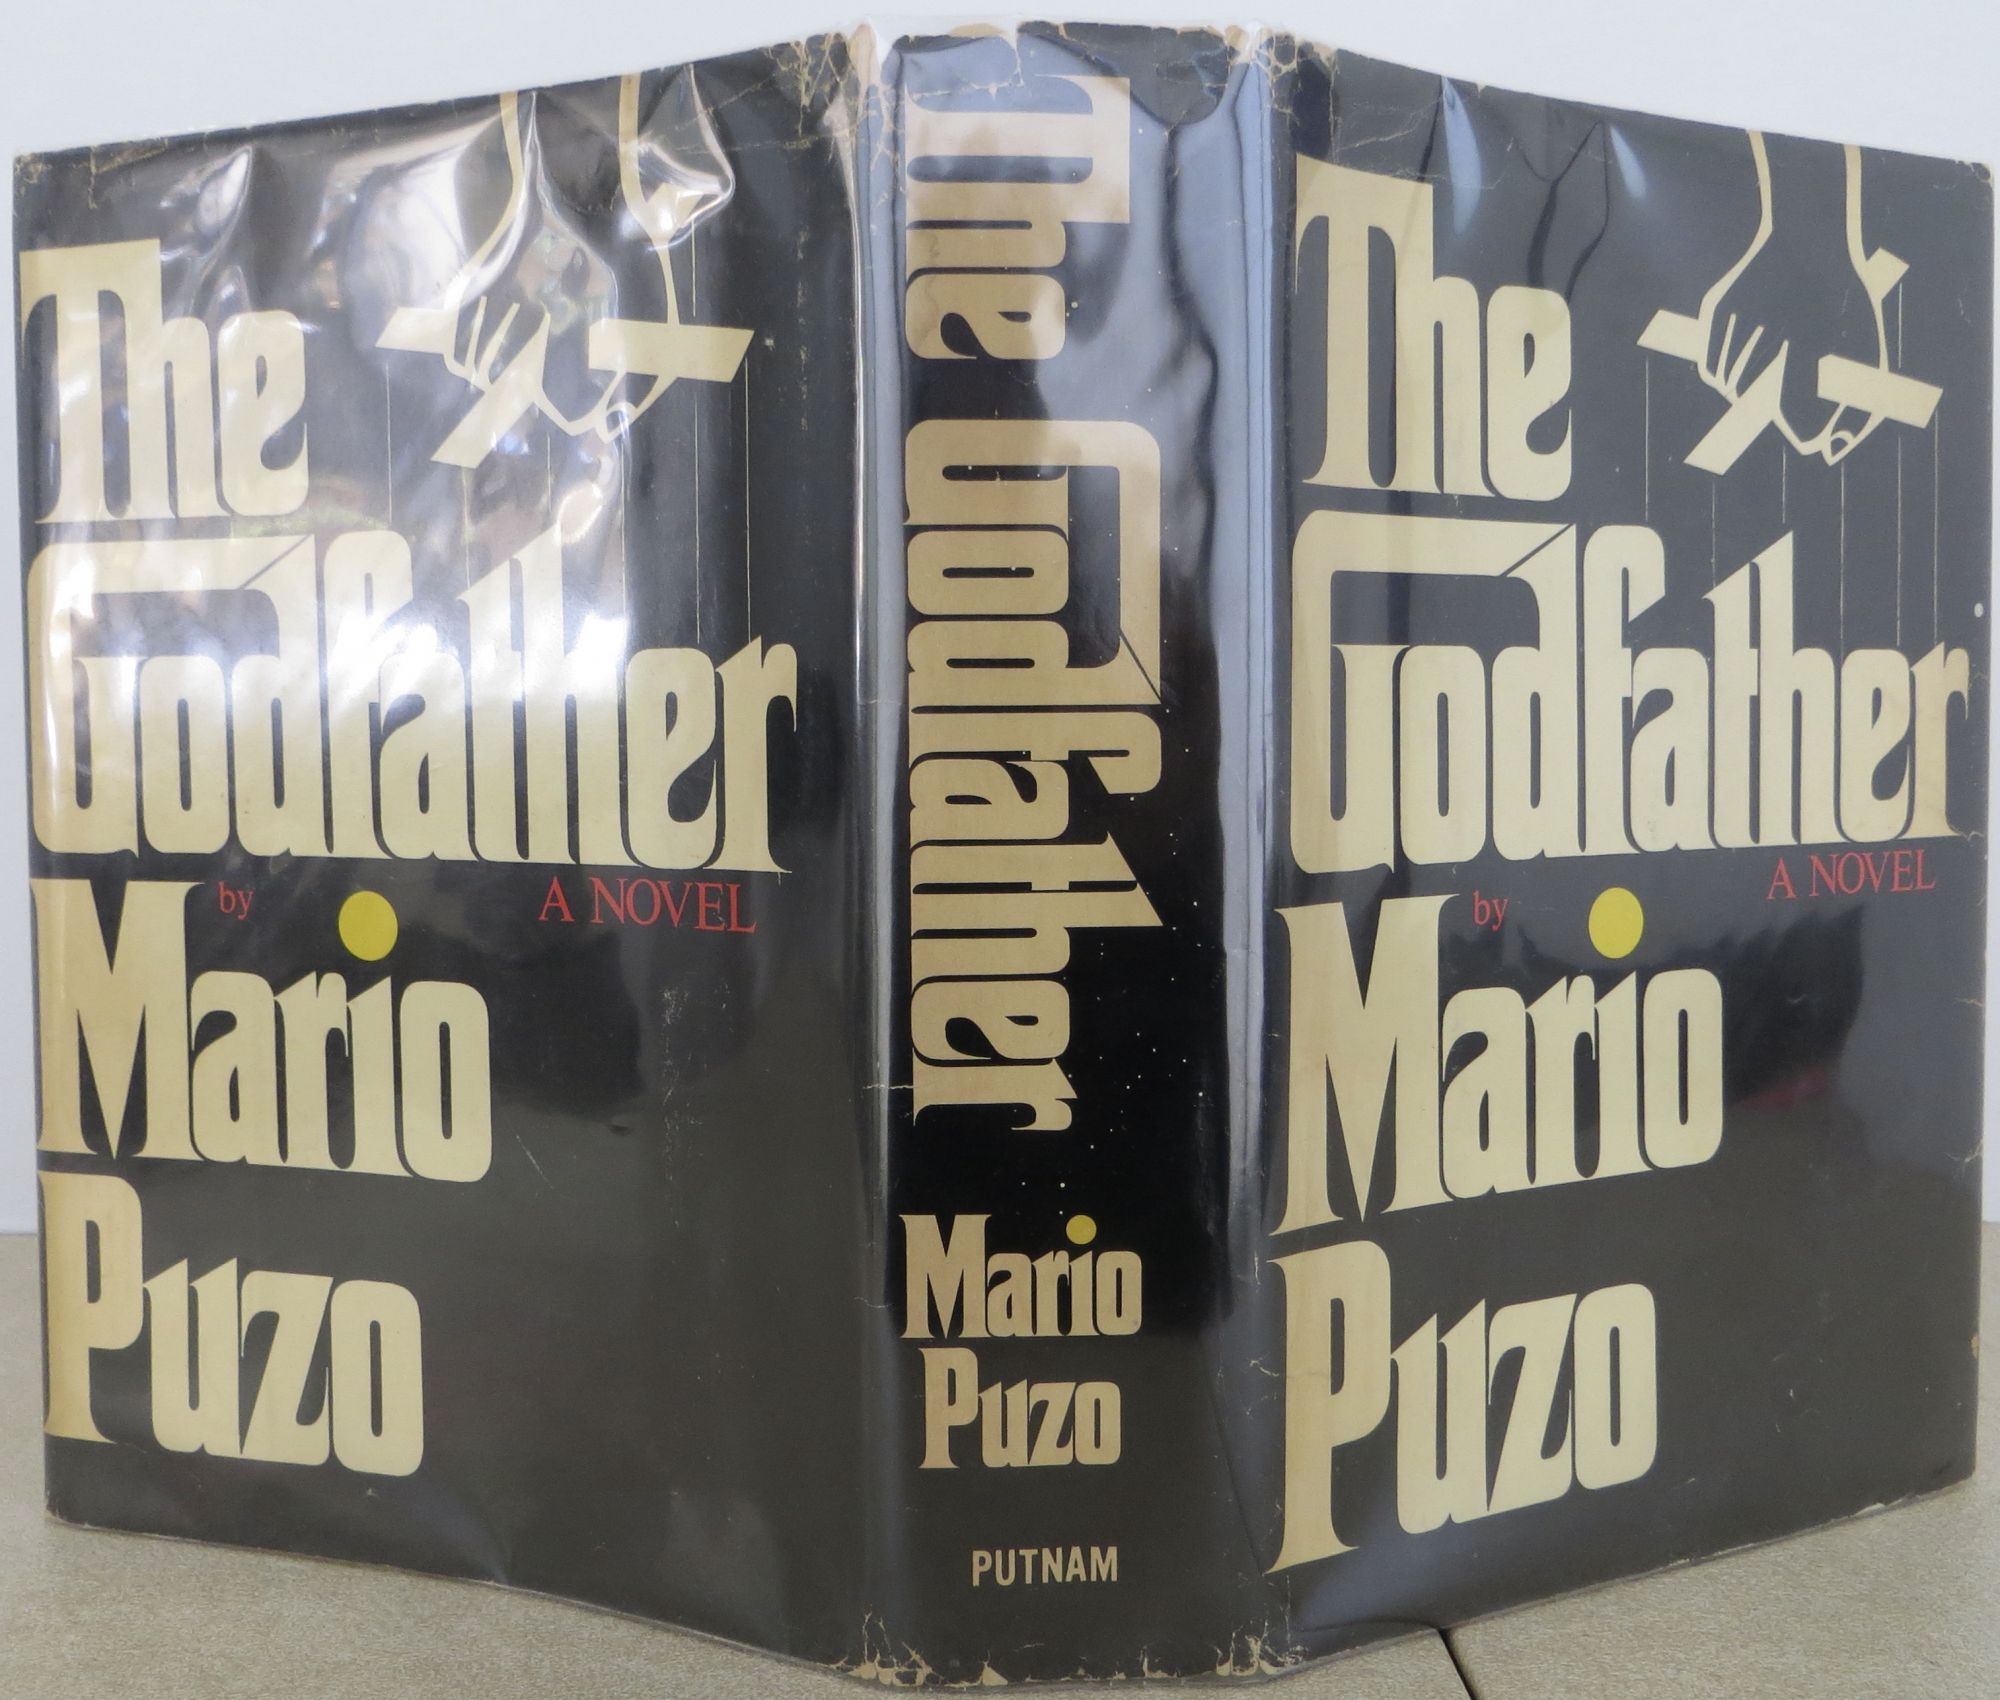 The
Godfather
by
A NOVEL
Mario
Puzo
The Godfather
Mario
Puzo
PUTNAM
The
Godfather
by
A NOVEL
Mario
Puzo